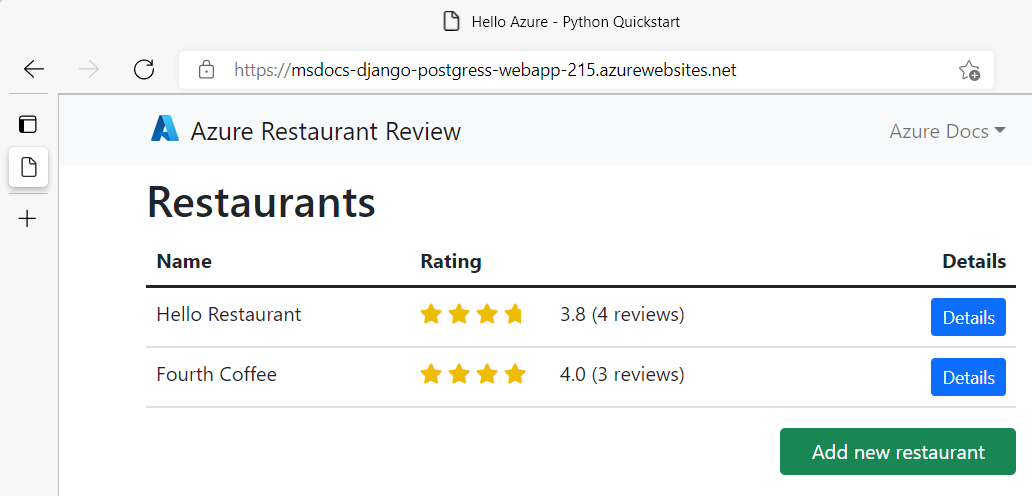 Hello Azure - Python Quickstart
https://msdocs-django-postgress-webapp-215.azurewebsites.net
Azure Restaurant Review Azure Docs
Restaurants
Name Rating Details
Hello Restaurant 3.8 (4 reviews) Details
Fourth Coffee 4.0 (3 reviews) Details
Add new restaurant